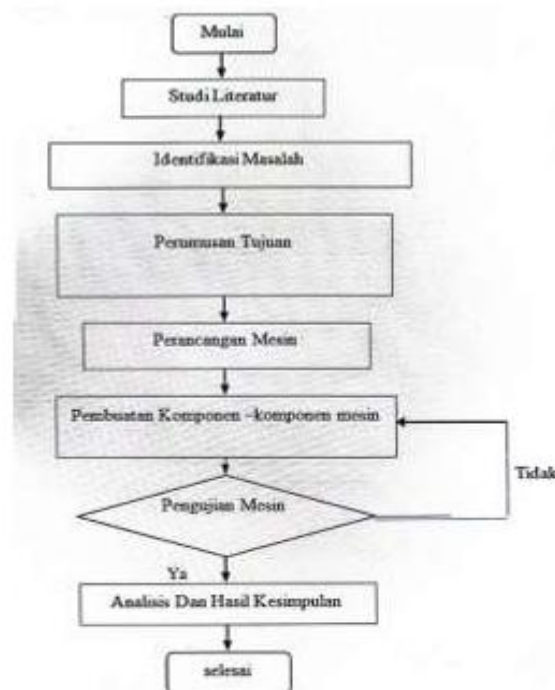 Mulai
Studi Literatur
Identifikasi Masalah
Perumusan Tujuan
Perancangan Mesin
Pembuatan Komponen –komponen mesin
Tidak
Pengujian Mesin
Ya
Analisis Dan Hasil Kesimpulan
selesai